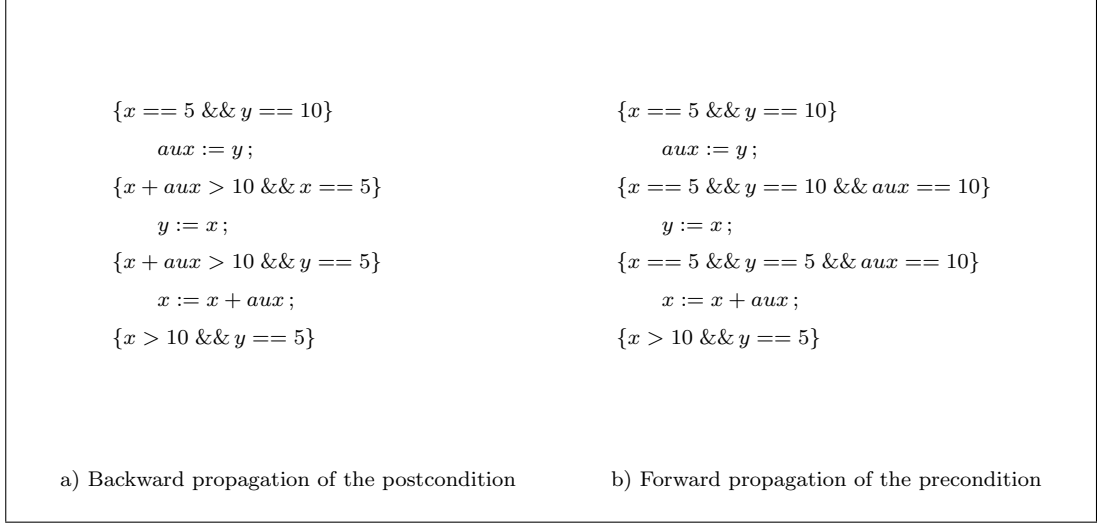 {x == 5 && y == 10}
aux := y ;
{x + aux > 10 && x == 5}
y := x ;
{x + aux > 10 && y == 5}
x := x + aux ;
{x > 10 && y == 5}
a) Backward propagation of the postcondition
{x == 5 && y == 10}
aux := y ;
{x == 5 && y == 10 && aux == 10}
y := x ;
{x == 5 && y == 5 && aux == 10}
x := x + aux ;
{x > 10 && y == 5}
b) Forward propagation of the precondition